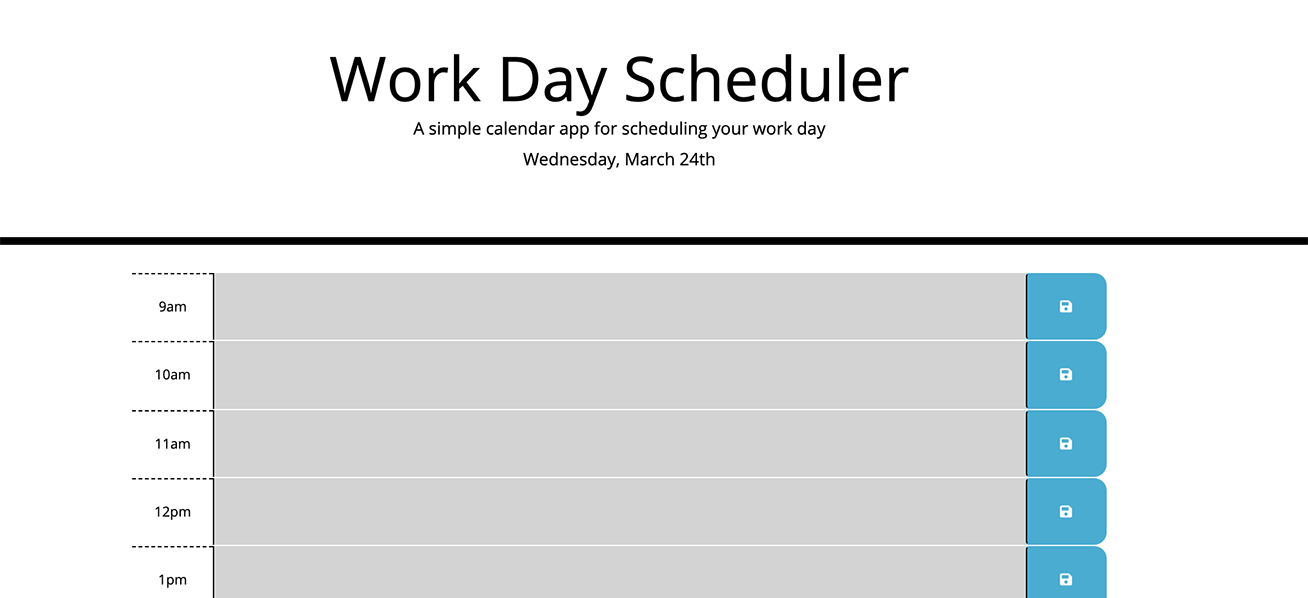 Work Day Scheduler
A simple calendar app for scheduling your work day
Wednesday, March 24th
9am
10am
11am
12pm
1pm